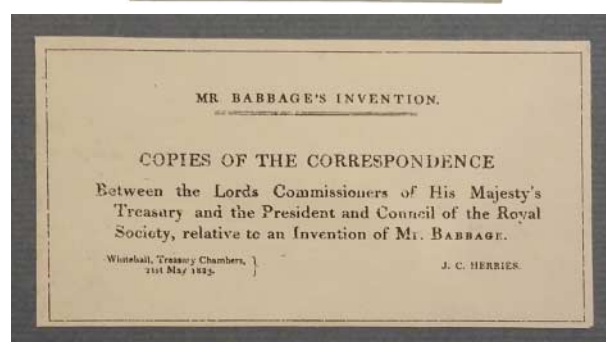 MR BABBAGE'S INVENTION.
COPIES OF THE CORRESPONDENCE
Between the Lords Commissioners of His Majesty's
Treasury and the President and Council of the Royal
Society, relative to an Invention of Mr. BABBAGE.
Whitehall, Treasury Chambers, }
21st May 1823.
J. C. HERRIES.